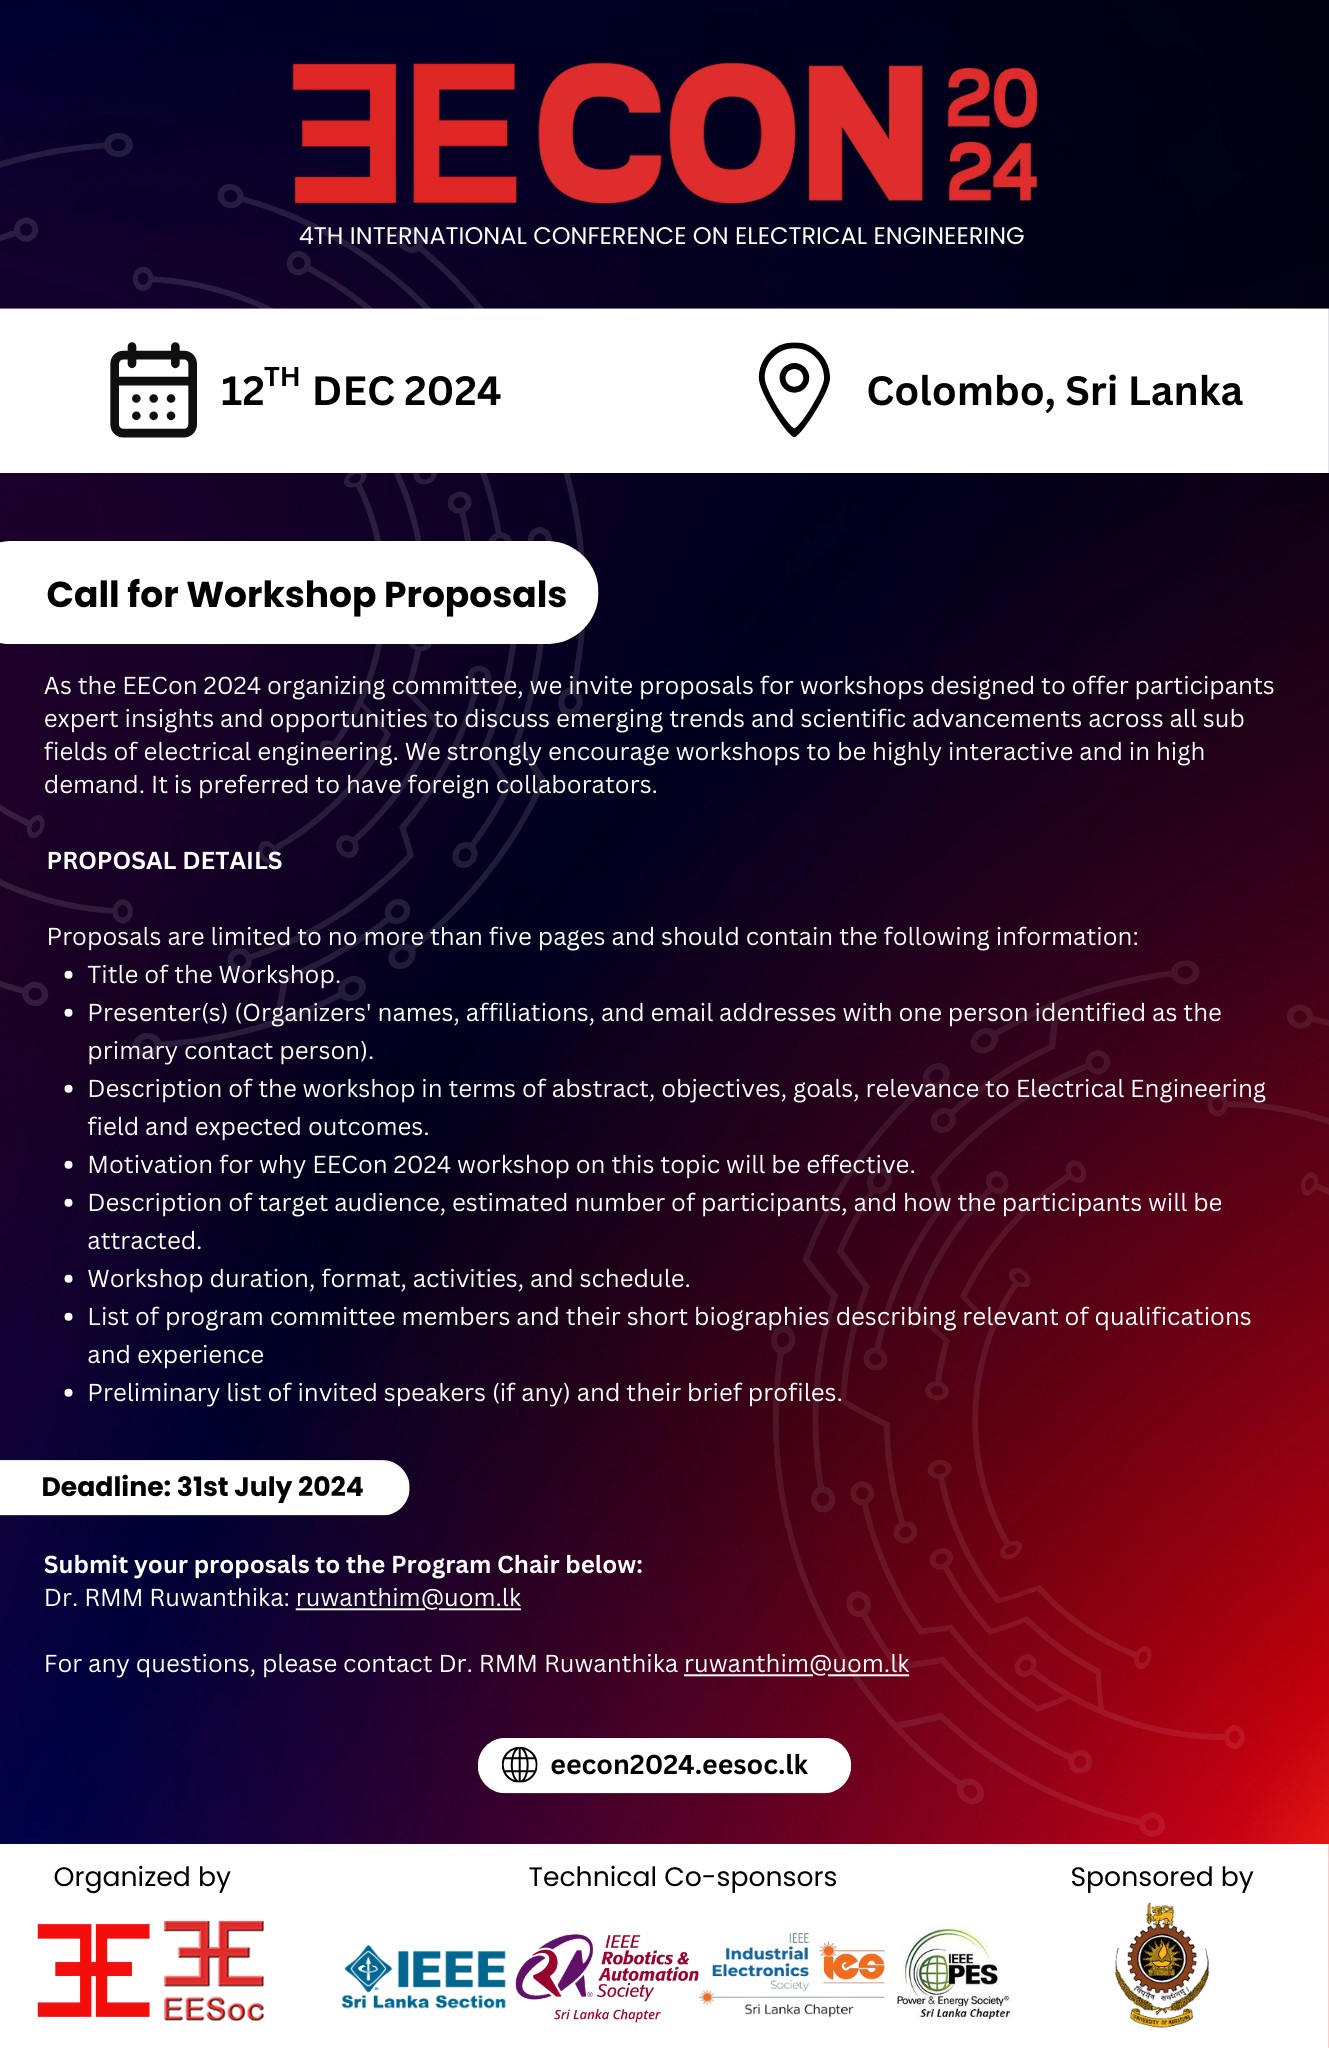 EECON 20
24
4TH INTERNATIONAL CONFERENCE ON ELECTRICAL ENGINEERING
12TH DEC 2024
Colombo, Sri Lanka
Call for Workshop Proposals
As the EECon 2024 organizing committee, we invite proposals for workshops designed to offer participants
expert insights and opportunities to discuss emerging trends and scientific advancements across all sub
fields of electrical engineering. We strongly encourage workshops to be highly interactive and in high
demand. It is preferred to have foreign collaborators.
PROPOSAL DETAILS
Proposals are limited to no more than five pages and should contain the following information:
• Title of the Workshop.
• Presenter(s) (Organizers' names, affiliations, and email addresses with one person identified as the
primary contact person).
• Description of the workshop in terms of abstract, objectives, goals, relevance to Electrical Engineering
field and expected outcomes.
• Motivation for why EECon 2024 workshop on this topic will be effective.
• Description of target audience, estimated number of participants, and how the participants will be
attracted.
• Workshop duration, format, activities, and schedule.
• List of program committee members and their short biographies describing relevant of qualifications
and experience
• Preliminary list of invited speakers (if any) and their brief profiles.
Deadline: 31st July 2024
Submit your proposals to the Program Chair below:
Dr. RMM Ruwanthika: ruwanthim@uom.lk
For any questions, please contact Dr. RMM Ruwanthika ruwanthim@uom.lk
eecon2024.eesoc.lk
Organized by
EESoc
Technical Co-sponsors
IEEE
Sri Lanka Section
IEEE
Robotics &
Automation
Society
Sri Lanka Chapter
IEEE
Industrial
Electronics
Society
ies
Sri Lanka Chapter
IEEE
PES
Power & Energy Society®
Sri Lanka Chapter
Sponsored by